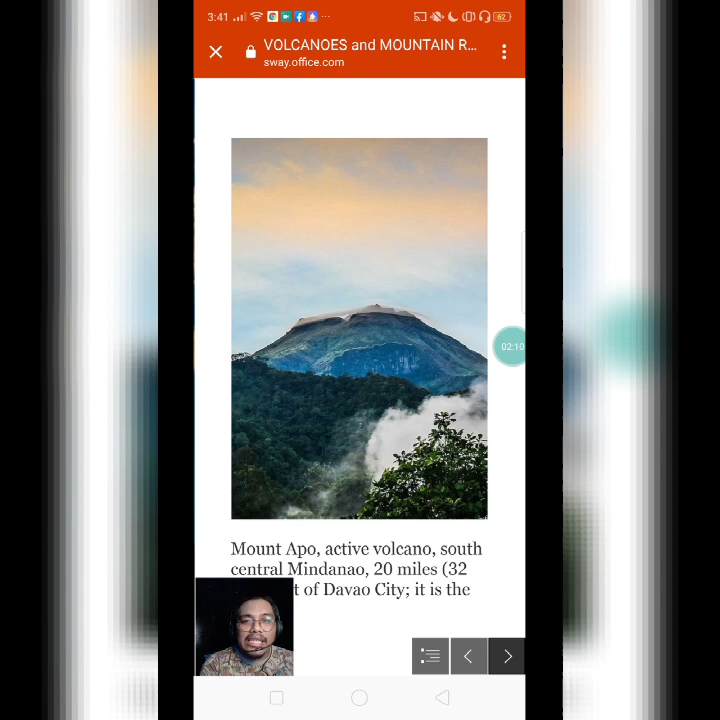 3:41
62
VOLCANOES and MOUNTAIN R...
sway.office.com
02:10
Mount Apo, active volcano, south
central Mindanao, 20 miles (32
t of Davao City; it is the